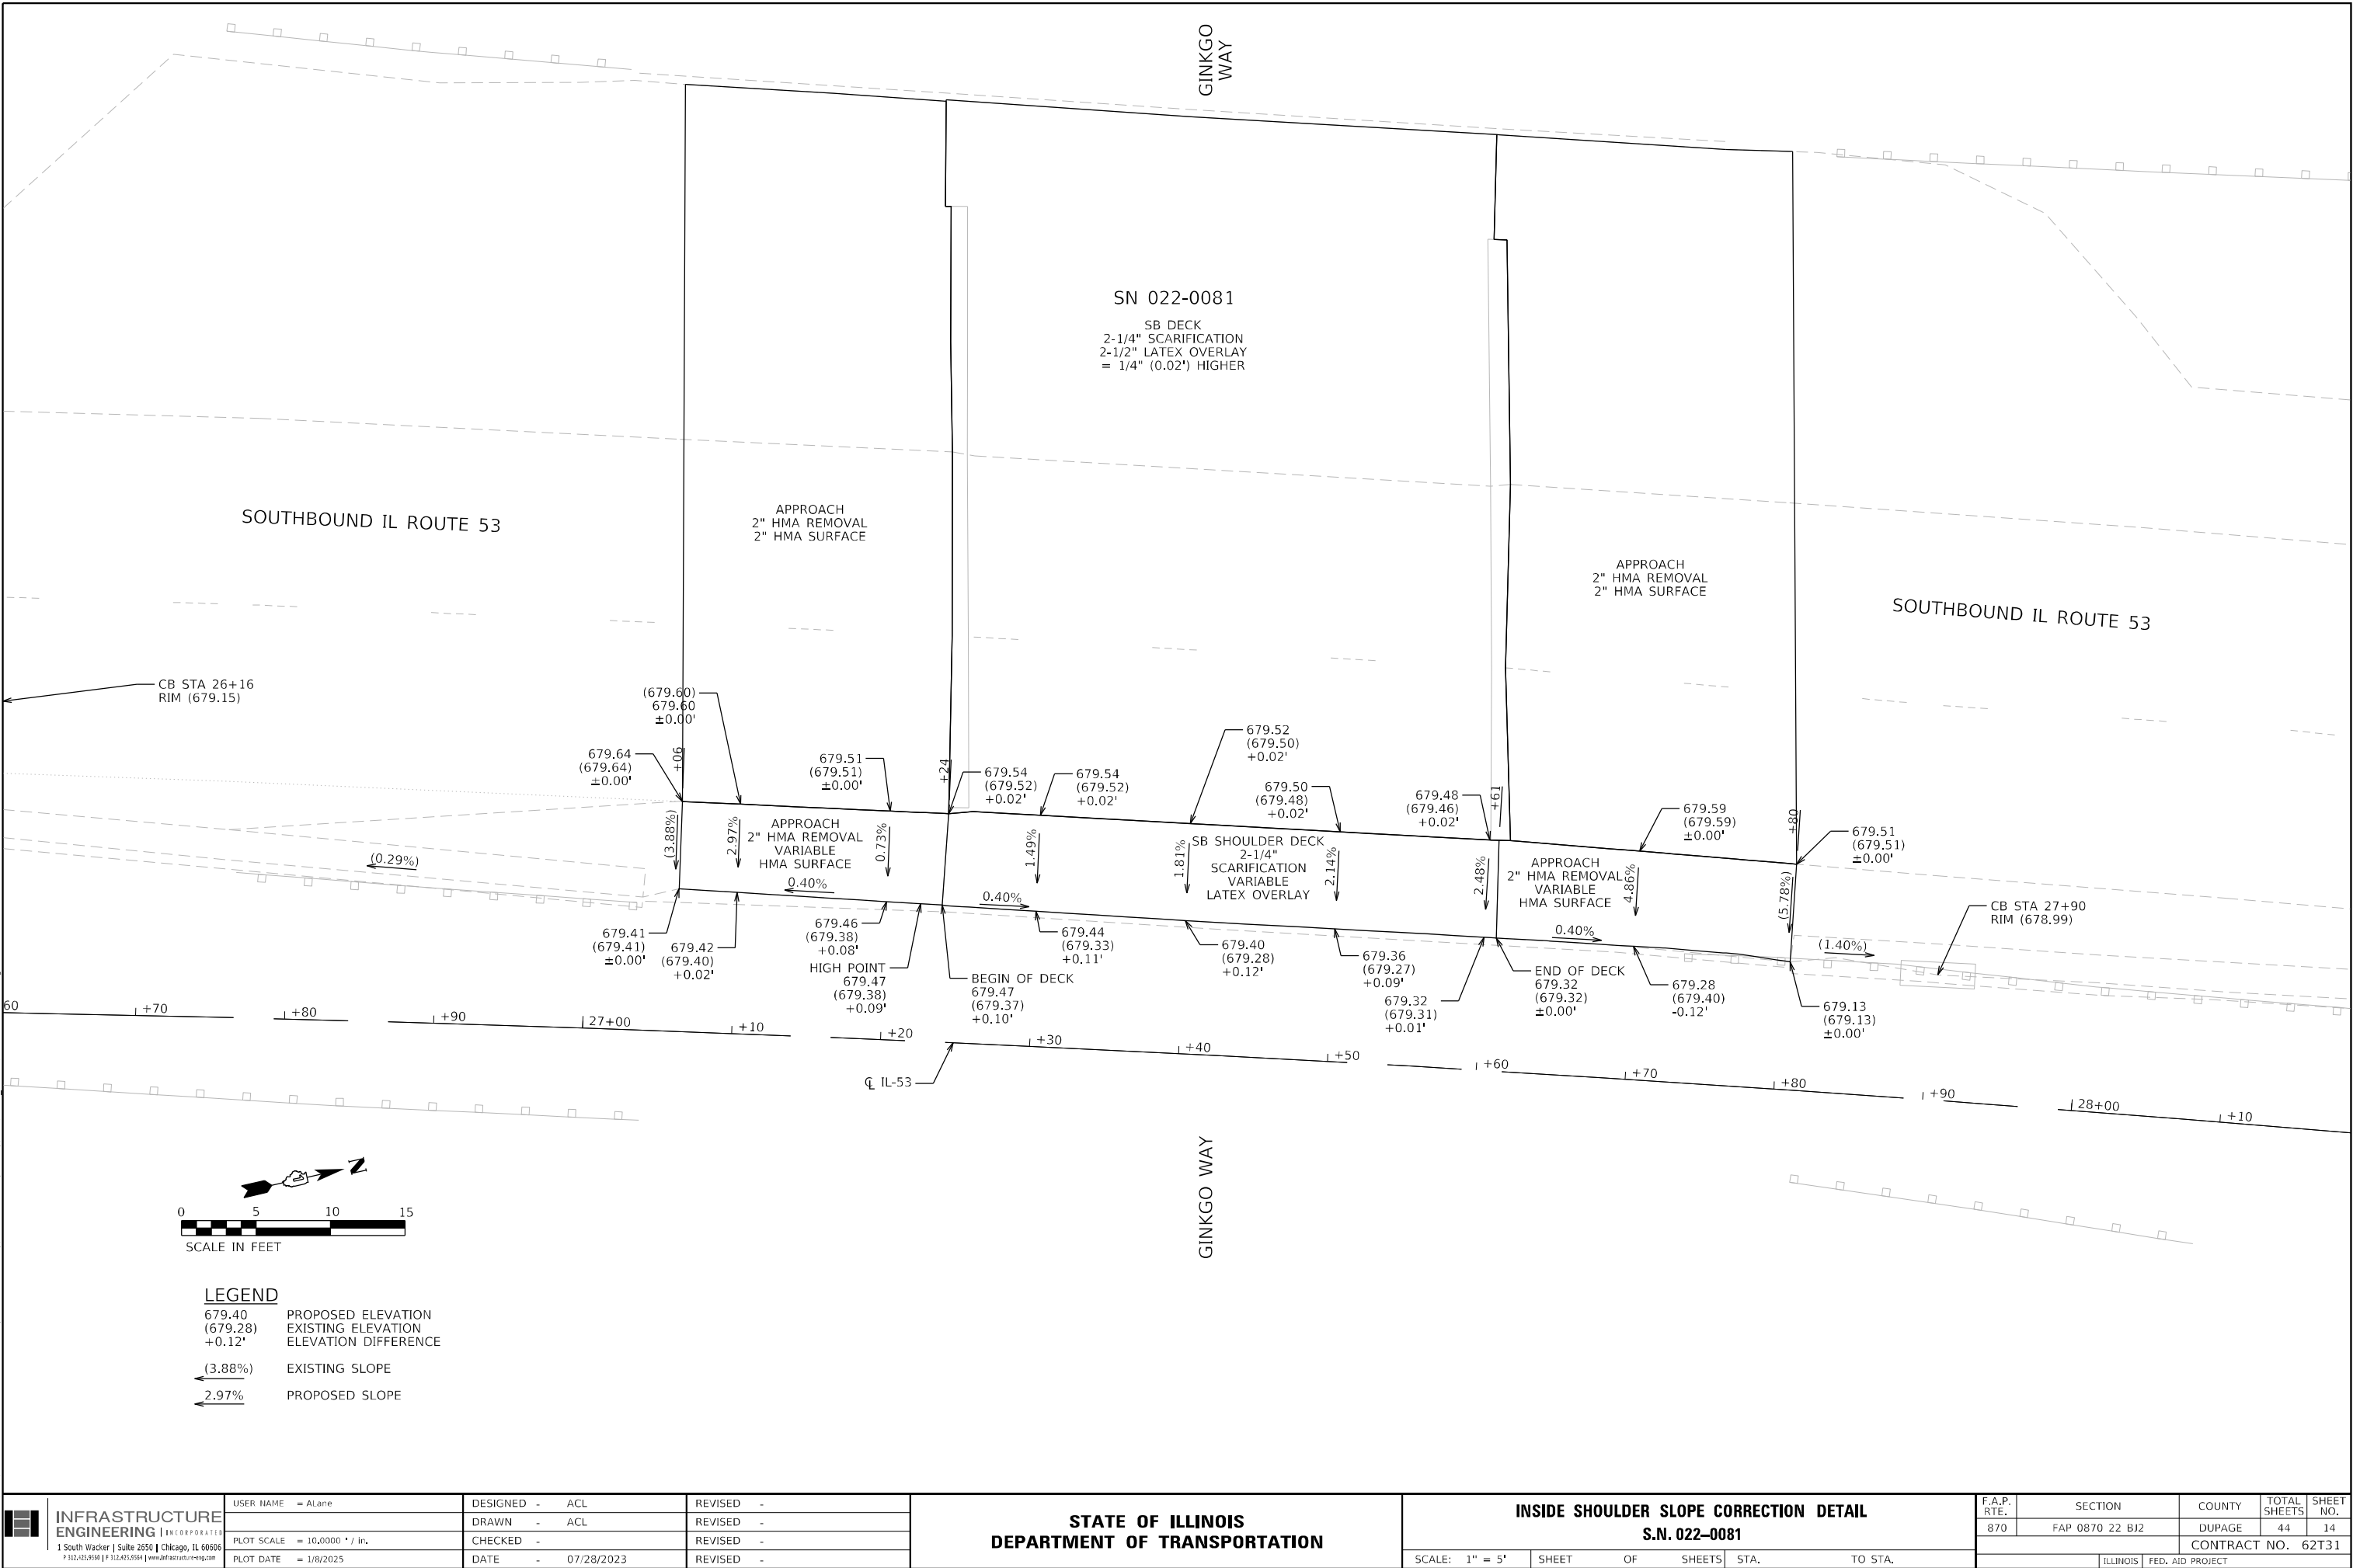 GINKGO
WAY
SN 022-0081
SB DECK
2-1/4" SCARIFICATION
2-1/2" LATEX OVERLAY
= 1/4" (0.02') HIGHER
SOUTHBOUND IL ROUTE 53
APPROACH
2" HMA REMOVAL
2" HMA SURFACE
APPROACH
2" HMA REMOVAL
2" HMA SURFACE
SOUTHBOUND IL ROUTE 53
CB STA 26+16
RIM (679.15)
(679.60)
679.60
±0.00'
679.64
(679.64)
±0.00'
+06
679.51
(679.51)
±0.00'
+24
679.54
(679.52)
+0.02'
679.54
(679.52)
+0.02'
679.52
(679.50)
+0.02'
679.50
(679.48)
+0.02'
679.48
(679.46)
+0.02'
+61
679.59
(679.59)
±0.00'
+80
679.51
(679.51)
±0.00'
(0.29%)
(3.88%)
2.97%
APPROACH
2" HMA REMOVAL
VARIABLE
HMA SURFACE
0.73%
0.40%
0.40%
1.49%
1.81%
SB SHOULDER DECK
2-1/4"
SCARIFICATION
VARIABLE
LATEX OVERLAY
2.14%
2.48%
APPROACH
2" HMA REMOVAL
VARIABLE
HMA SURFACE
4.86%
0.40%
(5.78%)
(1.40%)
CB STA 27+90
RIM (678.99)
679.41
(679.41)
±0.00'
679.42
(679.40)
+0.02'
679.46
(679.38)
+0.08'
HIGH POINT
679.47
(679.38)
+0.09'
BEGIN OF DECK
679.47
(679.37)
+0.10'
679.44
(679.33)
+0.11'
679.40
(679.28)
+0.12'
679.36
(679.27)
+0.09'
679.32
(679.31)
+0.01'
END OF DECK
679.32
(679.32)
±0.00'
679.28
(679.40)
-0.12'
679.13
(679.13)
±0.00'
60
+70
+80
+90
27+00
+10
+20
+30
+40
+50
+60
+70
+80
+90
28+00
+10
℄ IL-53
GINKGO WAY
N
0 5 10 15
SCALE IN FEET
LEGEND
679.40 PROPOSED ELEVATION
(679.28) EXISTING ELEVATION
+0.12' ELEVATION DIFFERENCE
(3.88%) EXISTING SLOPE
2.97% PROPOSED SLOPE
INFRASTRUCTURE
ENGINEERING | INCORPORATED
1 South Wacker | Suite 2650 | Chicago, IL 60606
P 312.425.9560 | F 312.425.9564 | www.infrastructure-eng.com
USER NAME = ALane
PLOT SCALE = 10.0000 ' / in.
PLOT DATE = 1/8/2025
DESIGNED - ACL
DRAWN - ACL
CHECKED -
DATE - 07/28/2023
REVISED -
REVISED -
REVISED -
REVISED -
STATE OF ILLINOIS
DEPARTMENT OF TRANSPORTATION
INSIDE SHOULDER SLOPE CORRECTION DETAIL
S.N. 022–0081
SCALE: 1" = 5' SHEET OF SHEETS STA. TO STA.
F.A.P. RTE. SECTION COUNTY TOTAL SHEETS SHEET NO.
870 FAP 0870 22 BJ2 DUPAGE 44 14
CONTRACT NO. 62T31
ILLINOIS FED. AID PROJECT